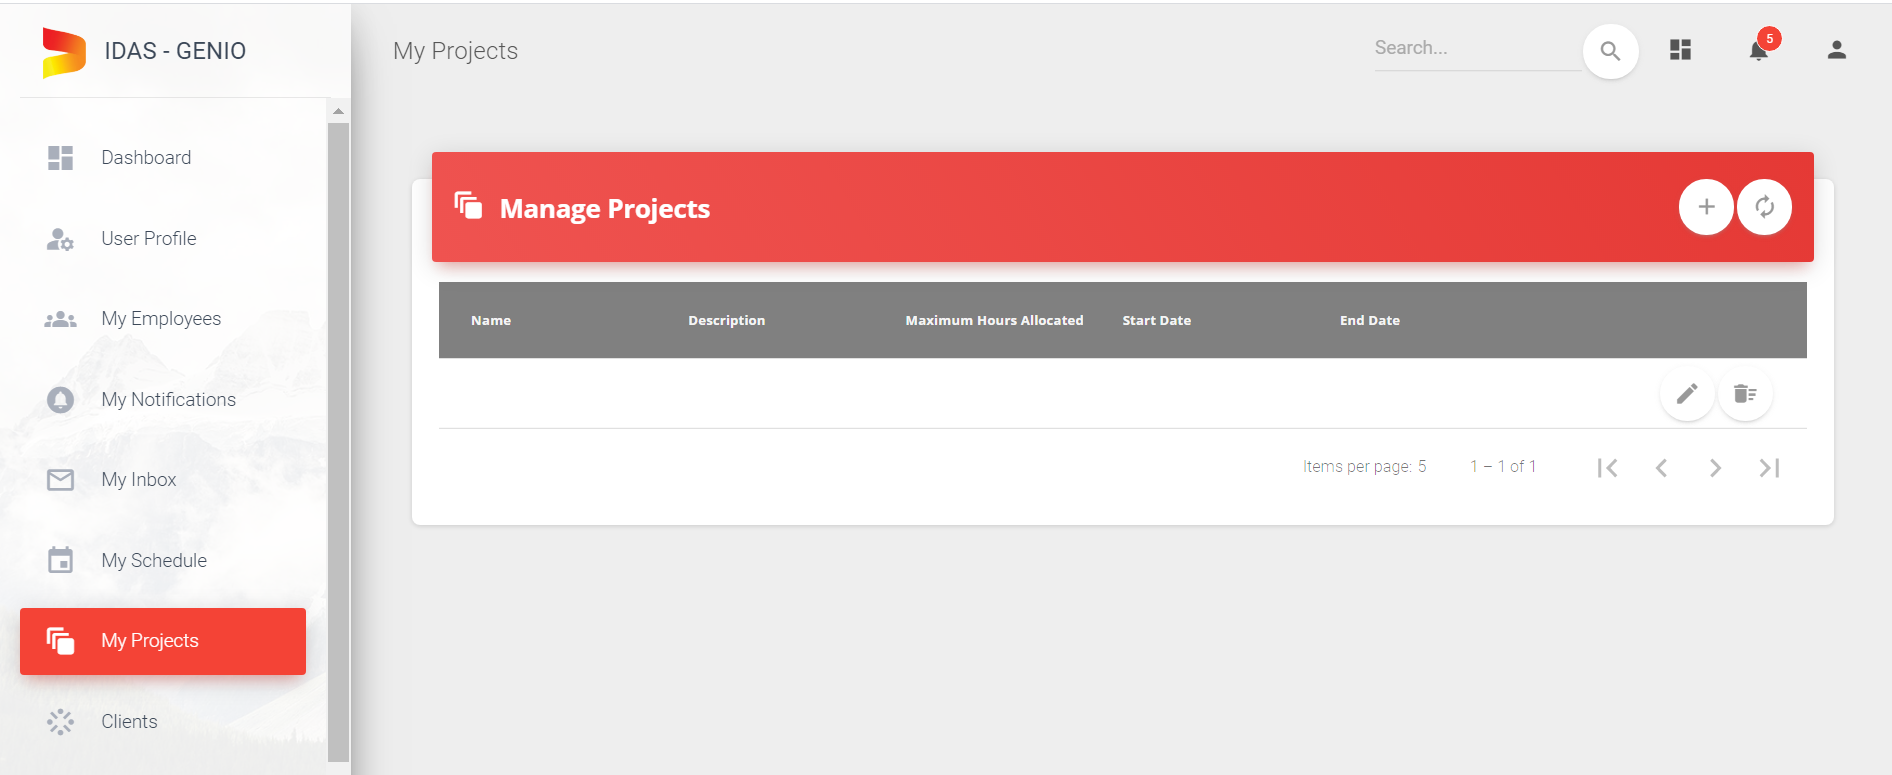 IDAS - GENIO
My Projects
Search...
5
Dashboard
User Profile
My Employees
My Notifications
My Inbox
My Schedule
My Projects
Clients
Manage Projects
Name Description Maximum Hours Allocated Start Date End Date
Items per page: 5 1 – 1 of 1